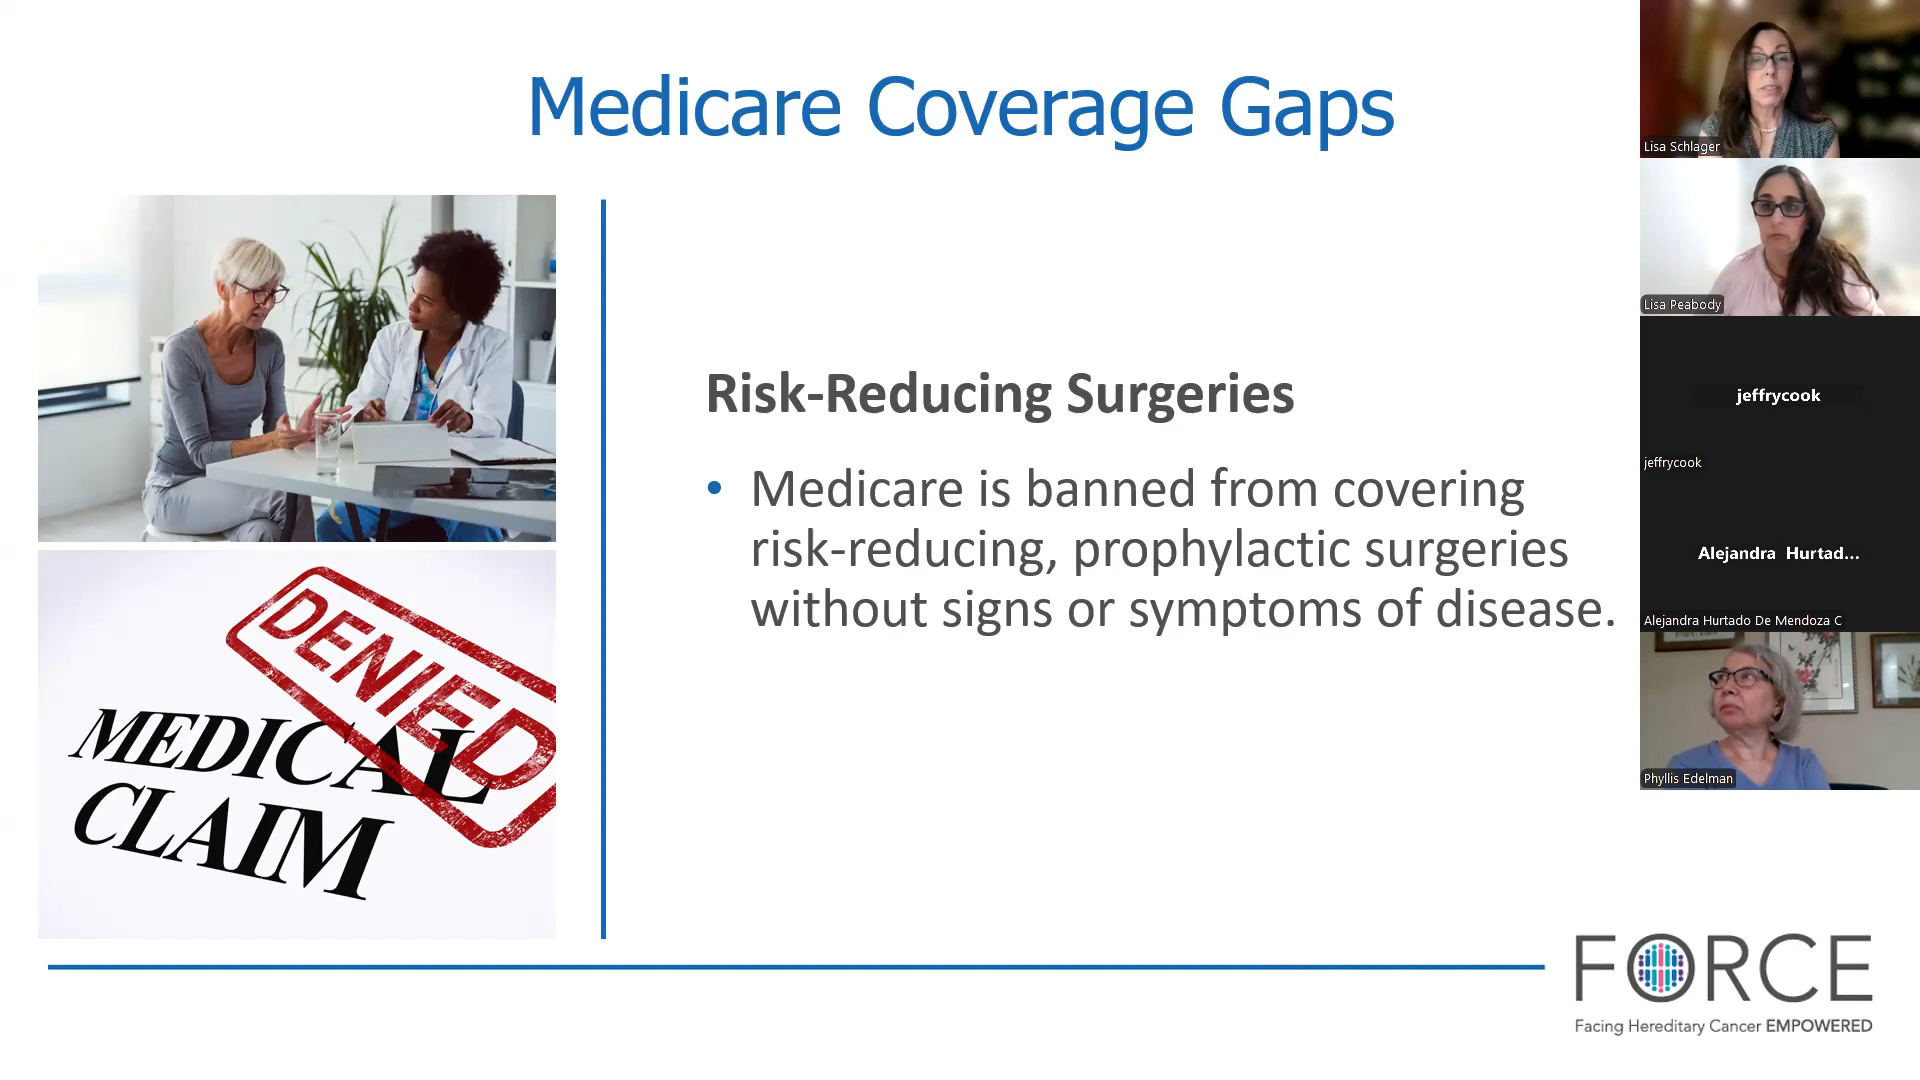 Medicare Coverage Gaps
DENIED
MEDICAL
CLAIM
Risk-Reducing Surgeries
• Medicare is banned from covering
risk-reducing, prophylactic surgeries
without signs or symptoms of disease.
Lisa Schlager
Lisa Peabody
jeffrycook
jeffrycook
Alejandra Hurtad...
Alejandra Hurtado De Mendoza C
Phyllis Edelman
FORCE
Facing Hereditary Cancer EMPOWERED